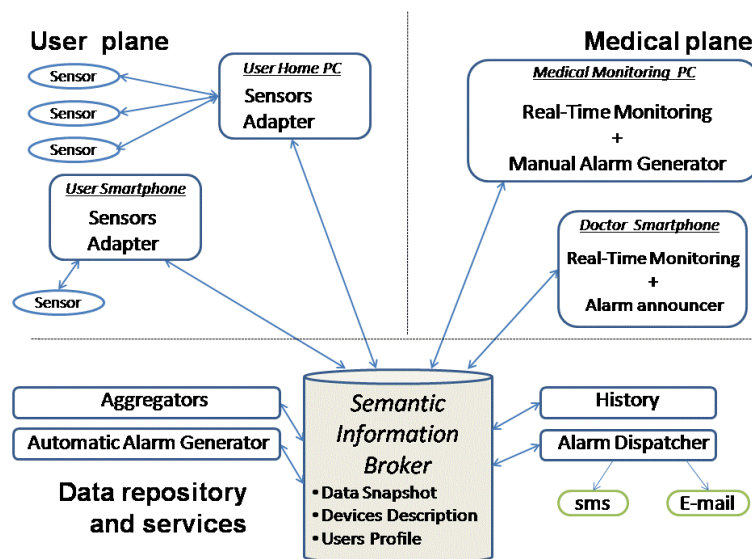 User plane
Sensor
Sensor
Sensor
User Home PC
Sensors
Adapter
User Smartphone
Sensors
Adapter
Sensor
Medical plane
Medical Monitoring PC
Real-Time Monitoring
+
Manual Alarm Generator
Doctor Smartphone
Real-Time Monitoring
+
Alarm announcer
Aggregators
Automatic Alarm Generator
Data repository
and services
Semantic
Information
Broker
• Data Snapshot
• Devices Description
• Users Profile
History
Alarm Dispatcher
sms
E-mail